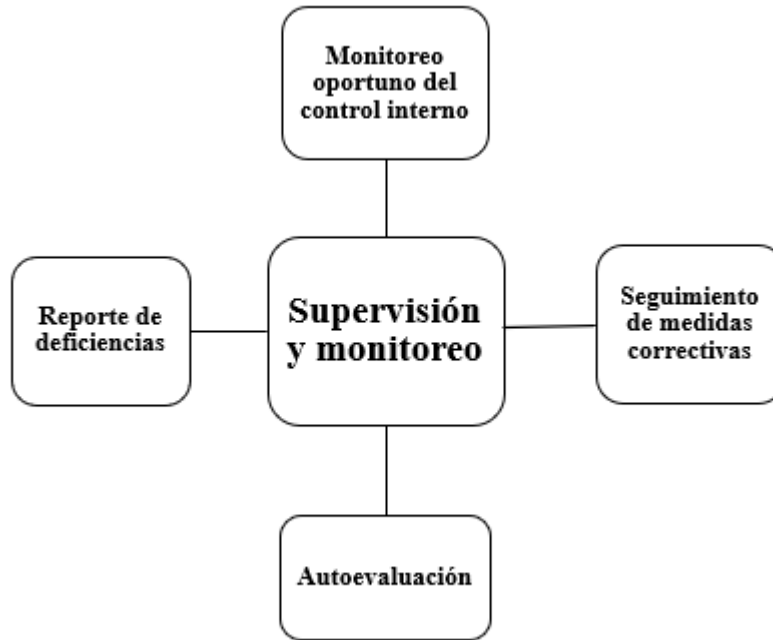 Monitoreo
oportuno del
control interno
Reporte de
deficiencias
Supervisión
y monitoreo
Seguimiento
de medidas
correctivas
Autoevaluación